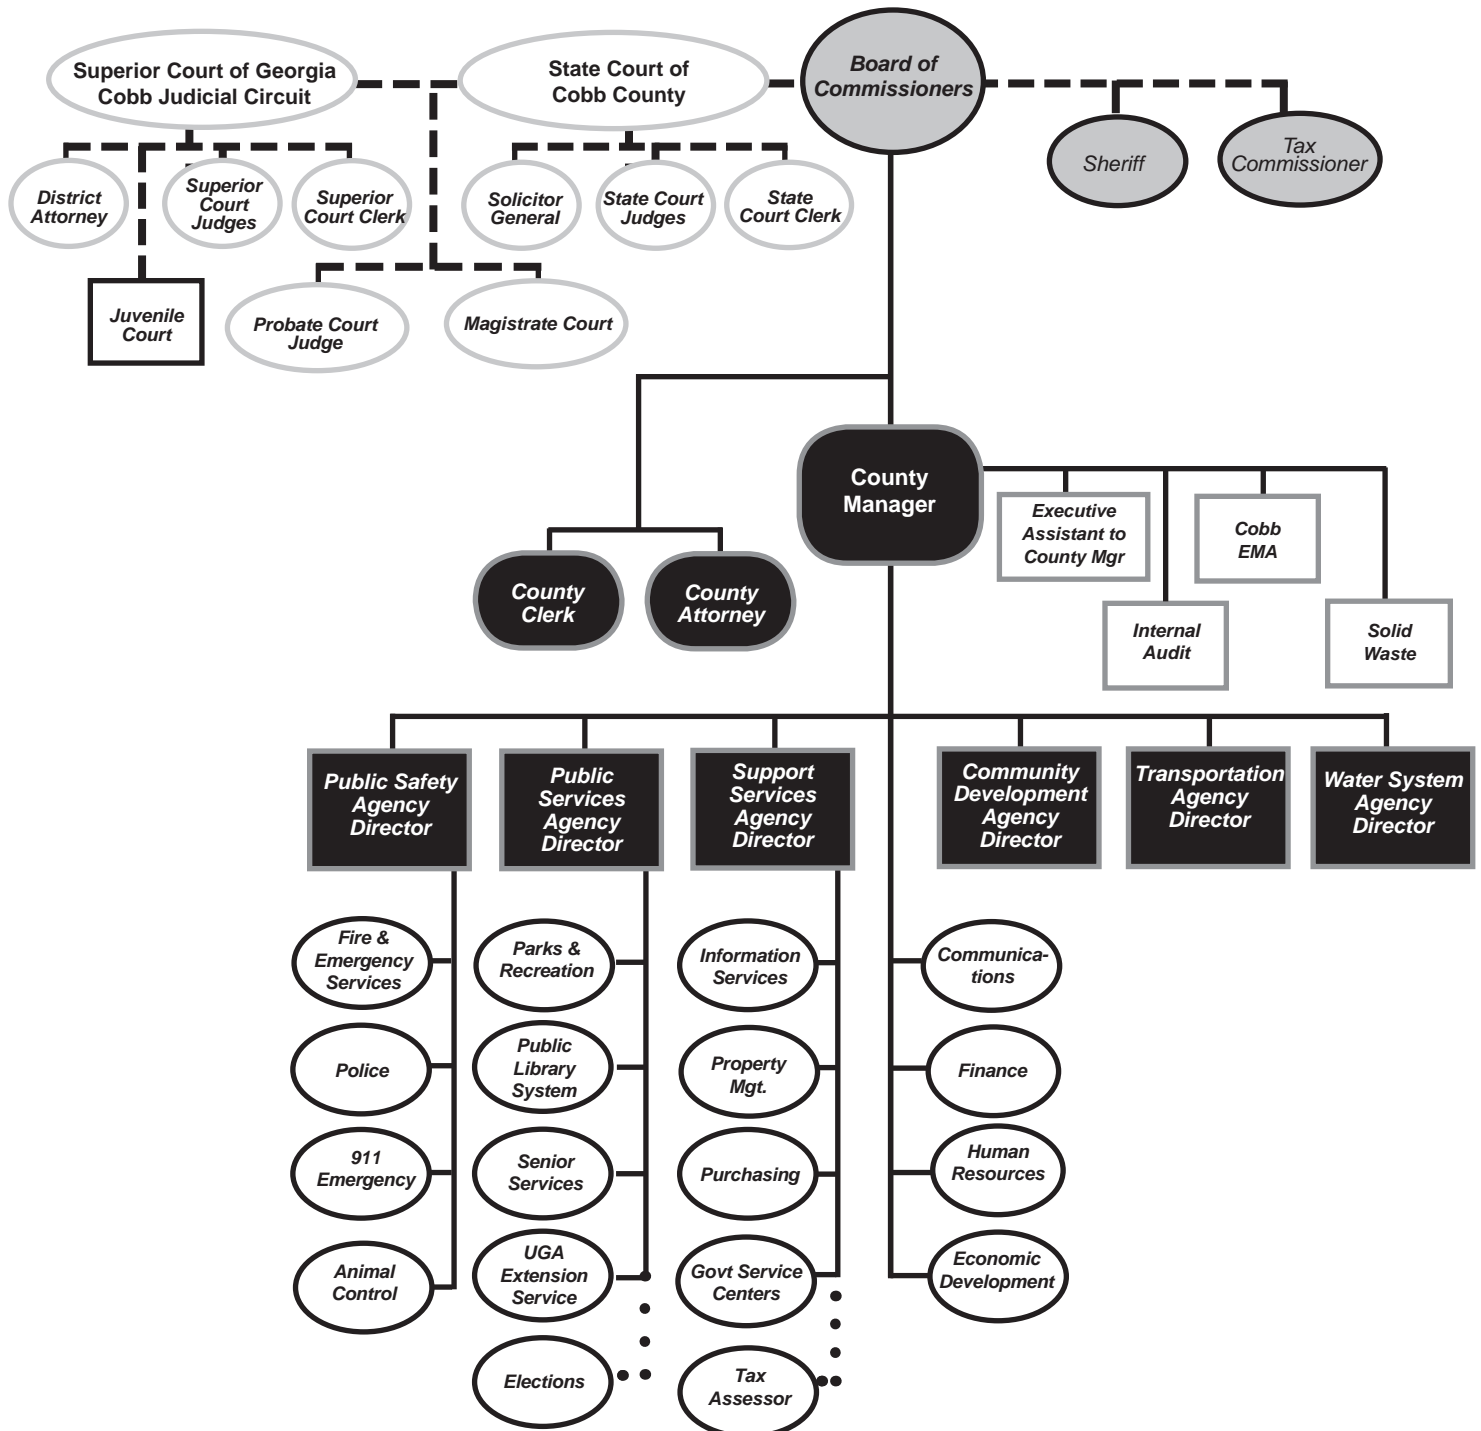 Superior Court of Georgia
Cobb Judicial Circuit
State Court of
Cobb County
Board of
Commissioners
Sheriff
Tax
Commissioner
District
Attorney
Superior
Court
Judges
Superior
Court Clerk
Solicitor
General
State Court
Judges
State
Court Clerk
Juvenile
Court
Probate Court
Judge
Magistrate Court
County
Manager
Executive
Assistant to
County Mgr
Cobb
EMA
Internal
Audit
Solid
Waste
County
Clerk
County
Attorney
Public Safety
Agency
Director
Public
Services
Agency
Director
Support
Services
Agency
Director
Community
Development
Agency
Director
Transportation
Agency
Director
Water System
Agency
Director
Fire &
Emergency
Services
Police
911
Emergency
Animal
Control
Parks &
Recreation
Public
Library
System
Senior
Services
UGA
Extension
Service
Elections
Information
Services
Property
Mgt.
Purchasing
Govt Service
Centers
Tax
Assessor
Communica-
tions
Finance
Human
Resources
Economic
Development